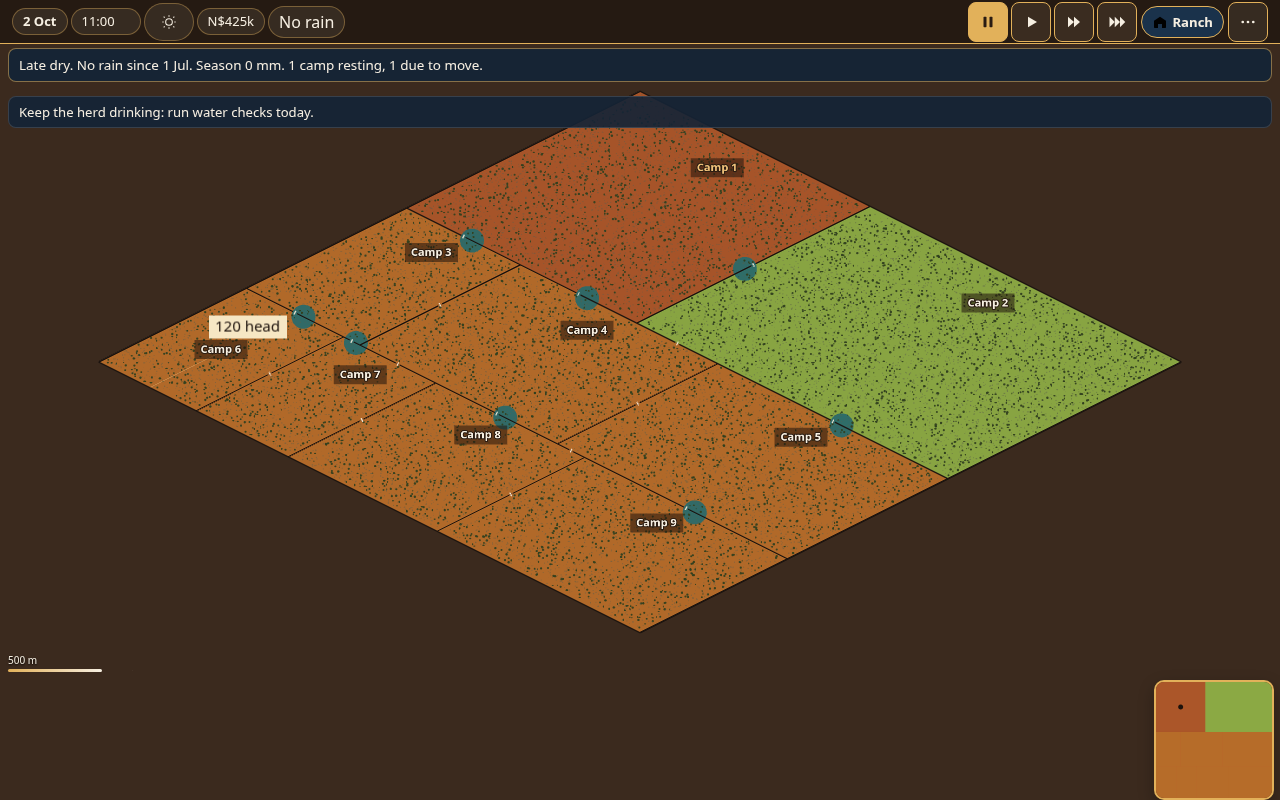 2 Oct
11:00
N$425k
No rain
Ranch
Late dry. No rain since 1 Jul. Season 0 mm. 1 camp resting, 1 due to move.
Keep the herd drinking: run water checks today.
Camp 1
Camp 3
Camp 2
120 head
Camp 4
Camp 6
Camp 7
Camp 8
Camp 5
Camp 9
500 m